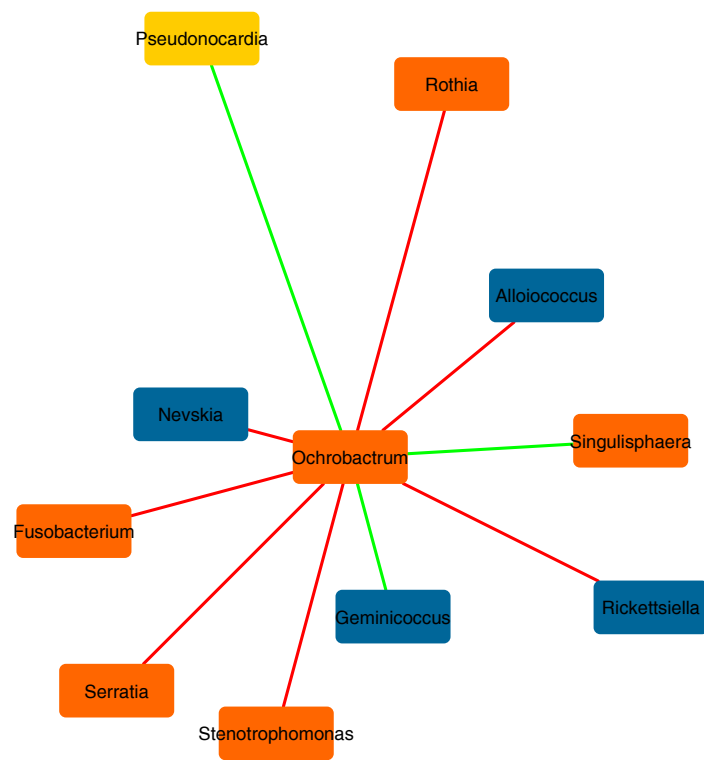 Pseudonocardia
Rothia
Alloiococcus
Nevskia
Singulisphaera
Ochrobactrum
Fusobacterium
Rickettsiella
Geminicoccus
Serratia
Stenotrophomonas